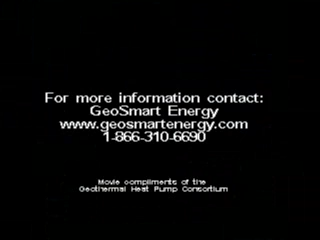 For more information contact:
GeoSmart Energy
www.geosmartenergy.com
1-866-310-6690
Movie compliments of the
Geothermal Heat Pump Consortium